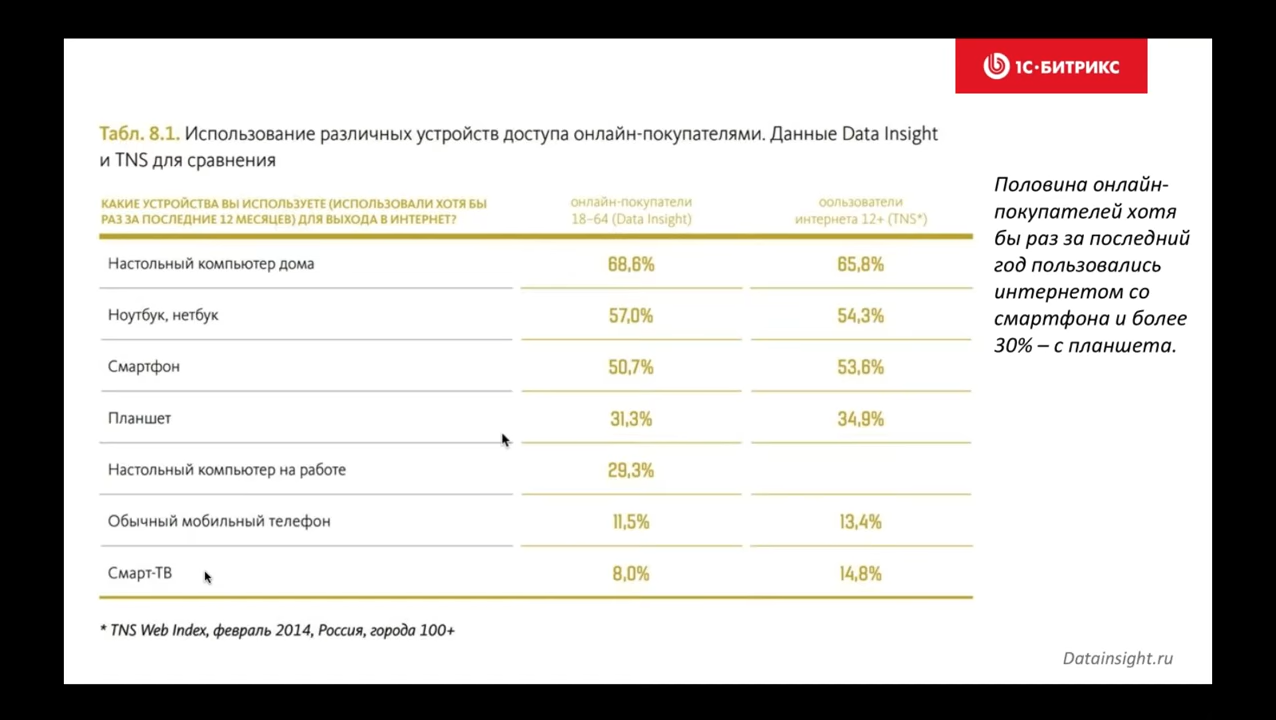 1С·БИТРИКС
Табл. 8.1. Использование различных устройств доступа онлайн-покупателями. Данные Data Insight
и TNS для сравнения
КАКИЕ УСТРОЙСТВА ВЫ ИСПОЛЬЗУЕТЕ (ИСПОЛЬЗОВАЛИ ХОТЯ БЫ
РАЗ ЗА ПОСЛЕДНИЕ 12 МЕСЯЦЕВ) ДЛЯ ВЫХОДА В ИНТЕРНЕТ?
онлайн-покупатели
18–64 (Data Insight)
оользователи
интернета 12+ (TNS*)
Настольный компьютер дома 68,6% 65,8%
Ноутбук, нетбук 57,0% 54,3%
Смартфон 50,7% 53,6%
Планшет 31,3% 34,9%
Настольный компьютер на работе 29,3%
Обычный мобильный телефон 11,5% 13,4%
Смарт-ТВ 8,0% 14,8%
* TNS Web Index, февраль 2014, Россия, города 100+
Половина онлайн-
покупателей хотя
бы раз за последний
год пользовались
интернетом со
смартфона и более
30% – с планшета.
Datainsight.ru